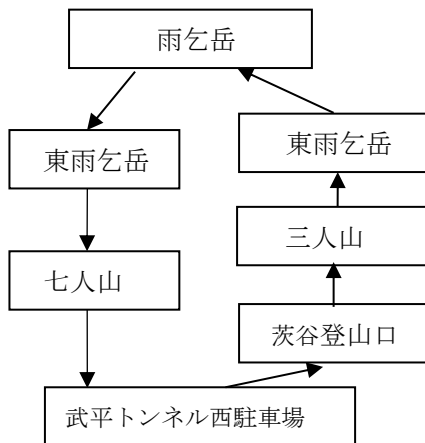 雨乞岳
東雨乞岳
東雨乞岳
三人山
七人山
茨谷登山口
武平トンネル西駐車場